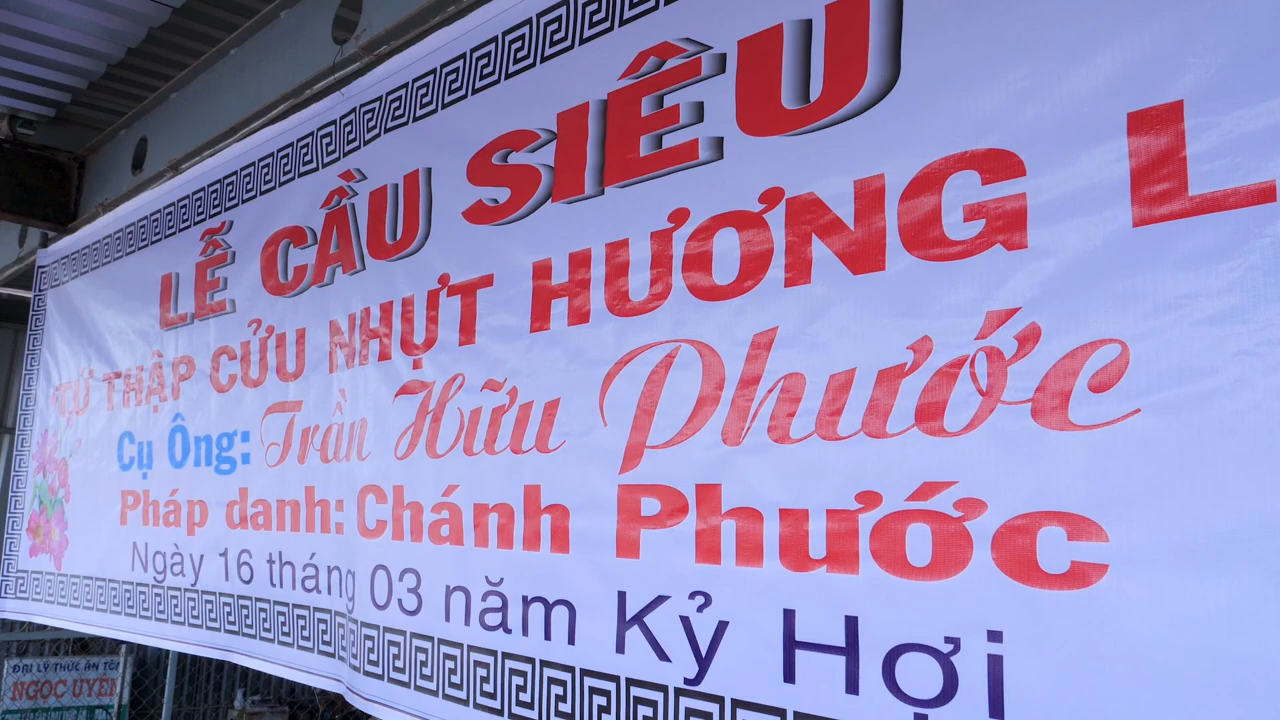 LỄ CẦU SIÊU
TỨ THẬP CỬU NHỰT HƯƠNG L
Cụ Ông: Trần Hữu Phước
Pháp danh: Chánh Phước
Ngày 16 tháng 03 năm Kỷ Hợi
ĐẠI LÝ THỨC ĂN TÔM
NGỌC UYÊN